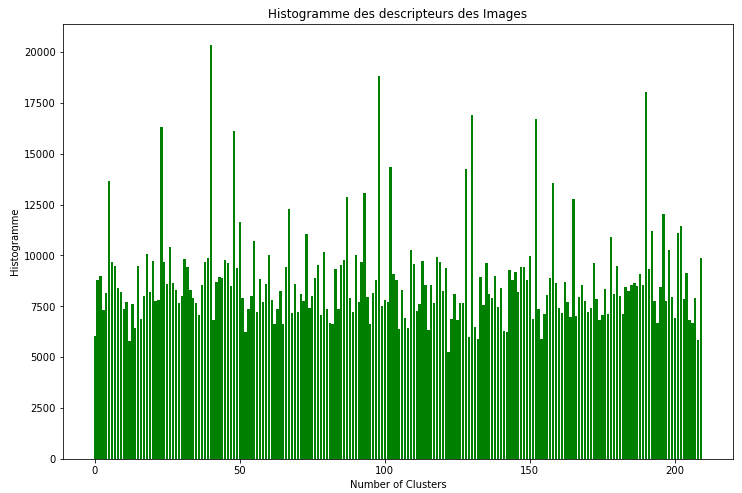 Histogramme des descripteurs des Images
20000
17500
15000
12500
10000
7500
5000
2500
0
Histogramme
0 50 100 150 200
Number of Clusters